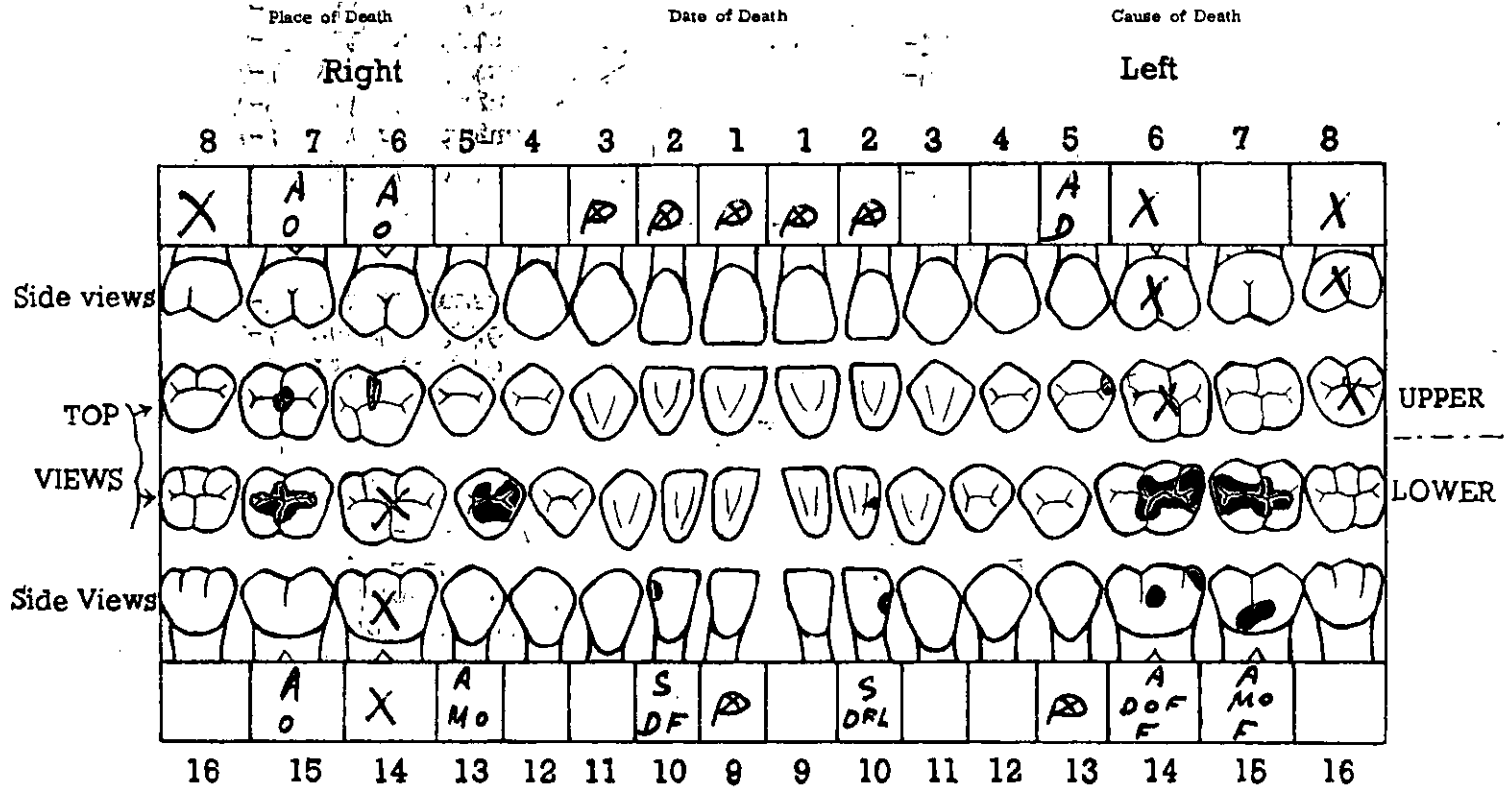 Place of Death Date of Death Cause of Death
Right Left
8 7 6 5 4 3 2 1 1 2 3 4 5 6 7 8
X A A A X X
O O D
Side views
TOP UPPER
VIEWS LOWER
Side Views
A X A S S A A
O MO DF DFL DOF MO
F F
16 15 14 13 12 11 10 9 9 10 11 12 13 14 15 16